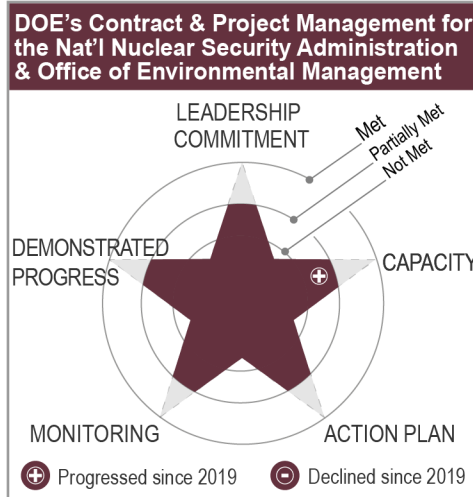 DOE's Contract & Project Management for
the Nat'l Nuclear Security Administration
& Office of Environmental Management
LEADERSHIP
COMMITMENT
Met
Partially Met
Not Met
DEMONSTRATED
PROGRESS
CAPACITY
MONITORING
ACTION PLAN
Progressed since 2019
Declined since 2019